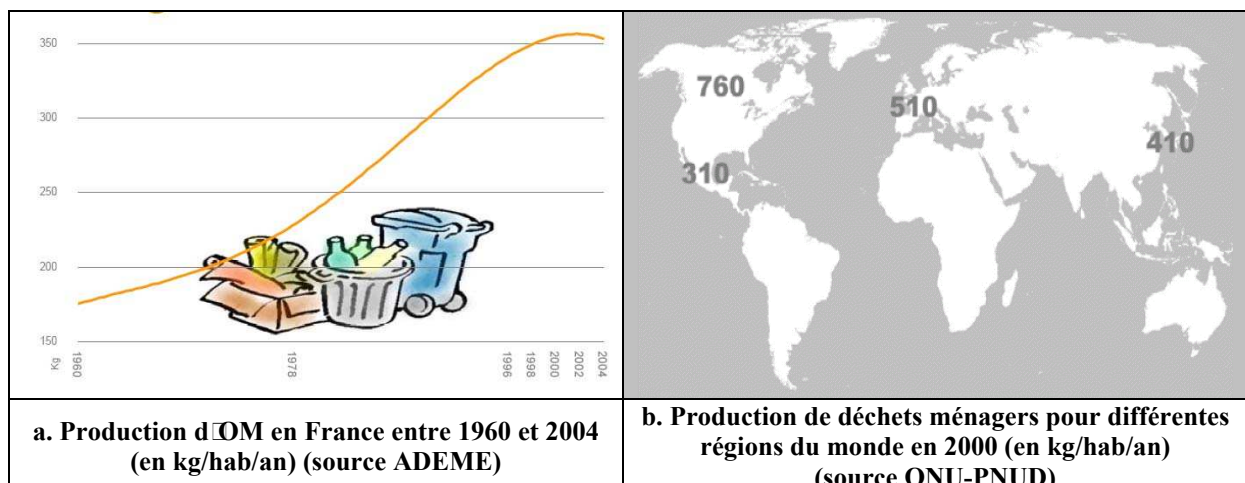 350
300
250
200
150
kg
1960
1978
1996
1998
2000
2002
2004
760
510
410
310
a. Production d□OM en France entre 1960 et 2004
(en kg/hab/an) (source ADEME)
b. Production de déchets ménagers pour différentes
régions du monde en 2000 (en kg/hab/an)
(source ONU-PNUD)